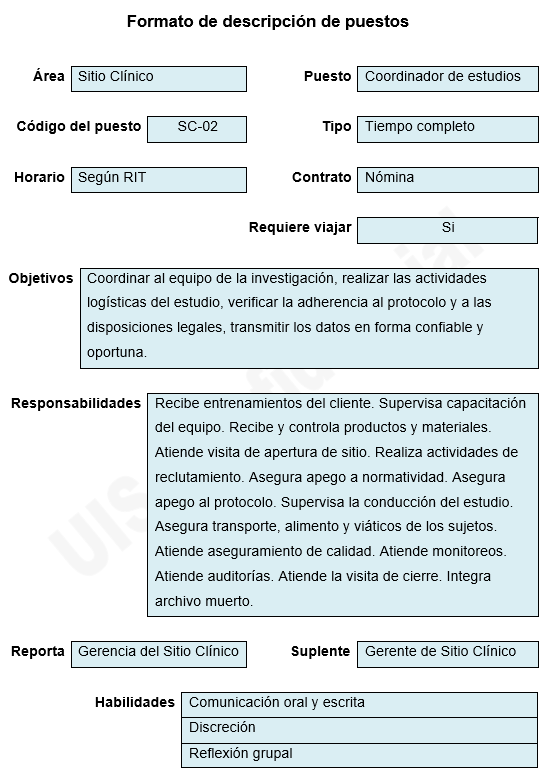 Formato de descripción de puestos
Área Sitio Clínico Puesto Coordinador de estudios
Código del puesto SC-02 Tipo Tiempo completo
Horario Según RIT Contrato Nómina
Requiere viajar Si
Objetivos Coordinar al equipo de la investigación, realizar las actividades
logísticas del estudio, verificar la adherencia al protocolo y a las
disposiciones legales, transmitir los datos en forma confiable y
oportuna.
Responsabilidades Recibe entrenamientos del cliente. Supervisa capacitación
del equipo. Recibe y controla productos y materiales.
Atiende visita de apertura de sitio. Realiza actividades de
reclutamiento. Asegura apego a normatividad. Asegura
apego al protocolo. Supervisa la conducción del estudio.
Asegura transporte, alimento y viáticos de los sujetos.
Atiende aseguramiento de calidad. Atiende monitoreos.
Atiende auditorías. Atiende la visita de cierre. Integra
archivo muerto.
Reporta Gerencia del Sitio Clínico Suplente Gerente de Sitio Clínico
Habilidades Comunicación oral y escrita
Discreción
Reflexión grupal